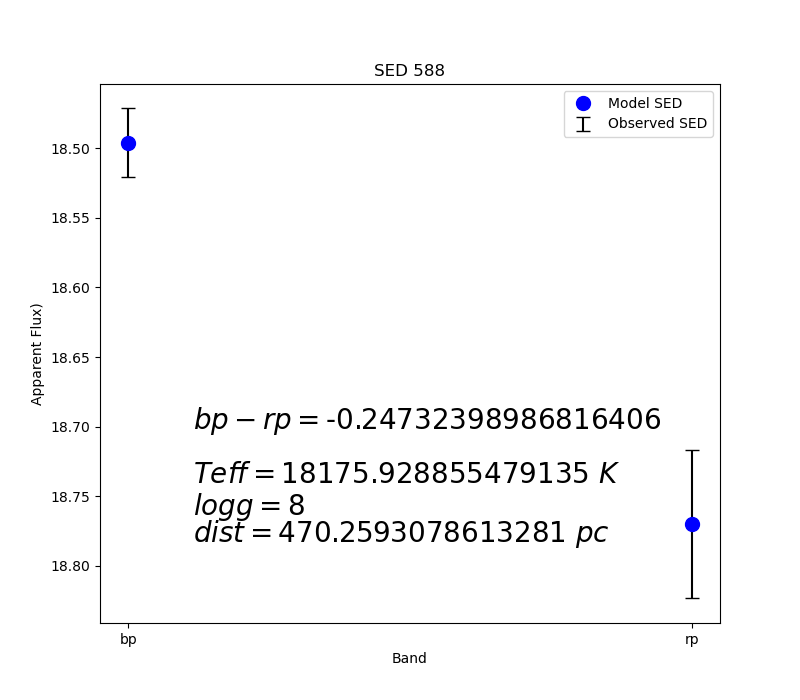 SED 588
Model SED
Observed SED
18.50
18.55
18.60
18.65
18.70
18.75
18.80
Apparent Flux)
bp − rp = -0.24732398986816406
Teff = 18175.928855479135 K
logg = 8
dist = 470.2593078613281 pc
bp
rp
Band